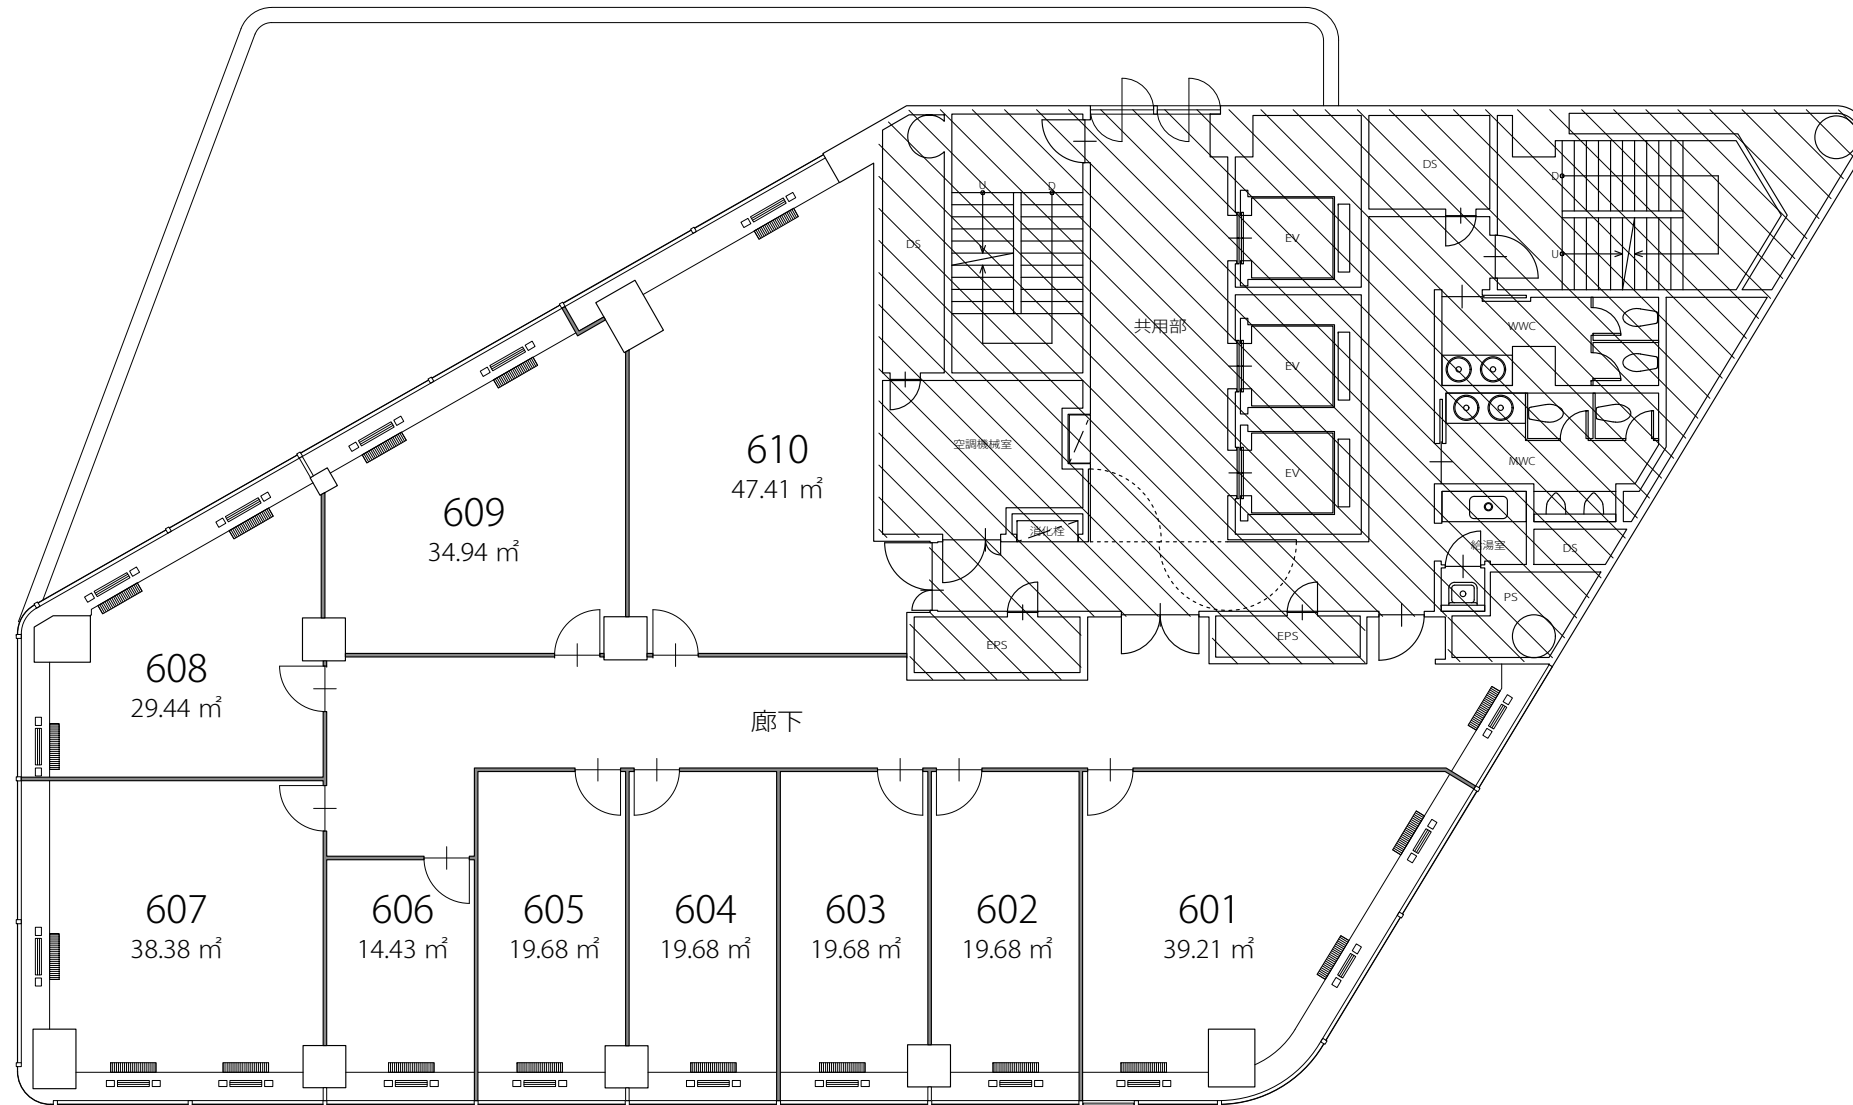 DS
U
D
D
U
DS
EV
共用部
WWC
EV
空調機械室
MWC
EV
610
47.41 ㎡
609
34.94 ㎡
消化栓
給湯室
DS
PS
EPS
EPS
608
29.44 ㎡
廊下
607
38.38 ㎡
606
14.43 ㎡
605
19.68 ㎡
604
19.68 ㎡
603
19.68 ㎡
602
19.68 ㎡
601
39.21 ㎡